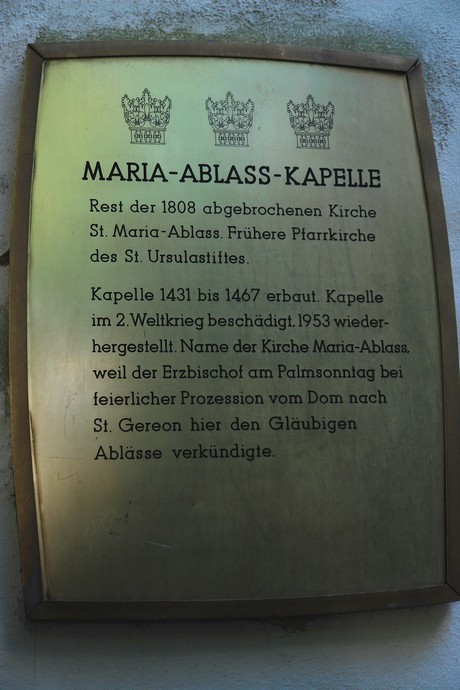 MARIA-ABLASS-KAPELLE
Rest der 1808 abgebrochenen Kirche
St. Maria-Ablass. Frühere Pfarrkirche
des St. Ursulastiftes.
Kapelle 1431 bis 1467 erbaut. Kapelle
im 2. Weltkrieg beschädigt, 1953 wieder-
hergestellt. Name der Kirche Maria-Ablass,
weil der Erzbischof am Palmsonntag bei
feierlicher Prozession vom Dom nach
St. Gereon hier den Gläubigen
Ablässe verkündigte.